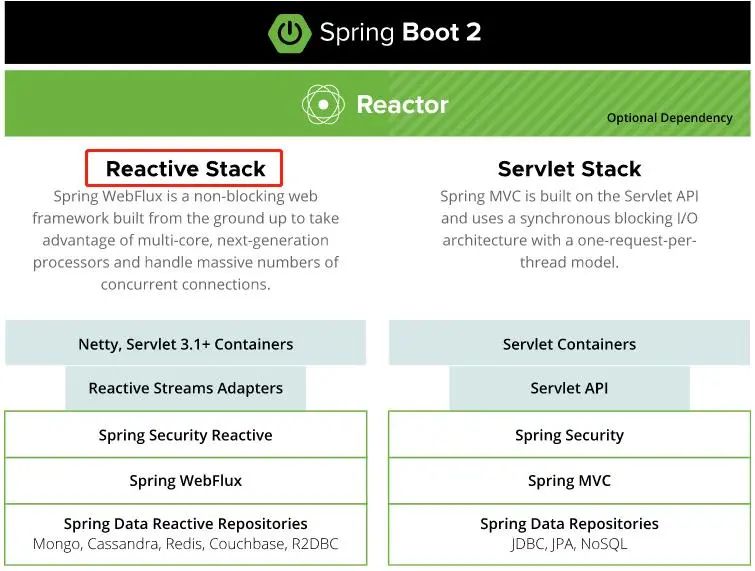 Spring Boot 2
Reactor
Optional Dependency
Reactive Stack
Spring WebFlux is a non-blocking web
framework built from the ground up to take
advantage of multi-core, next-generation
processors and handle massive numbers of
concurrent connections.
Netty, Servlet 3.1+ Containers
Reactive Streams Adapters
Spring Security Reactive
Spring WebFlux
Spring Data Reactive Repositories
Mongo, Cassandra, Redis, Couchbase, R2DBC
Servlet Stack
Spring MVC is built on the Servlet API
and uses a synchronous blocking I/O
architecture with a one-request-per-
thread model.
Servlet Containers
Servlet API
Spring Security
Spring MVC
Spring Data Repositories
JDBC, JPA, NoSQL